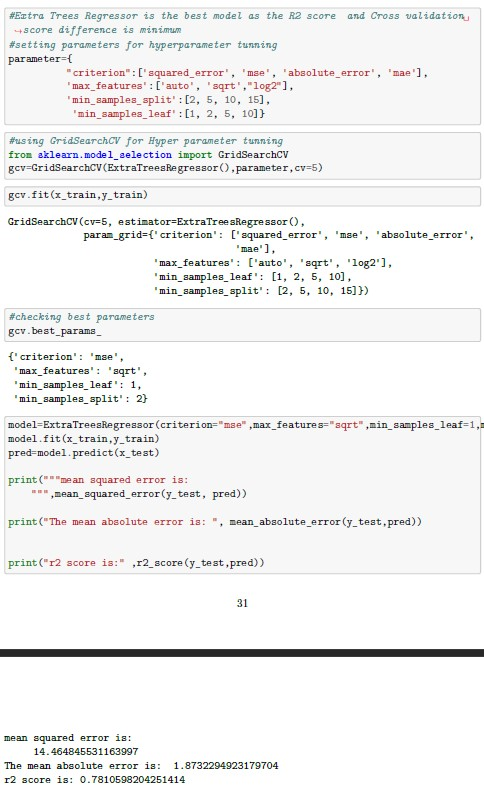 #Extra Trees Regressor is the best model as the R2 score  and Cross validation␣
↪score difference is minimum
#setting parameters for hyperparameter tunning
parameter={
"criterion":['squared_error', 'mse', 'absolute_error', 'mae'],
'max_features':['auto', 'sqrt',"log2"],
'min_samples_split':[2, 5, 10, 15],
'min_samples_leaf':[1, 2, 5, 10]}
#using GridSearchCV for Hyper parameter tunning
from sklearn.model_selection import GridSearchCV
gcv=GridSearchCV(ExtraTreesRegressor(),parameter,cv=5)
gcv.fit(x_train,y_train)
GridSearchCV(cv=5, estimator=ExtraTreesRegressor(),
param_grid={'criterion': ['squared_error', 'mse', 'absolute_error',
'mae'],
'max_features': ['auto', 'sqrt', 'log2'],
'min_samples_leaf': [1, 2, 5, 10],
'min_samples_split': [2, 5, 10, 15]})
#checking best parameters
gcv.best_params_
{'criterion': 'mse',
'max_features': 'sqrt',
'min_samples_leaf': 1,
'min_samples_split': 2}
model=ExtraTreesRegressor(criterion="mse",max_features="sqrt",min_samples_leaf=1,
model.fit(x_train,y_train)
pred=model.predict(x_test)
print("""mean squared error is:
""",mean_squared_error(y_test, pred))
print("The mean absolute error is: ", mean_absolute_error(y_test,pred))
print("r2 score is:" ,r2_score(y_test,pred))
31
mean squared error is:
14.464845531163997
The mean absolute error is:  1.8732294923179704
r2 score is: 0.7810598204251414